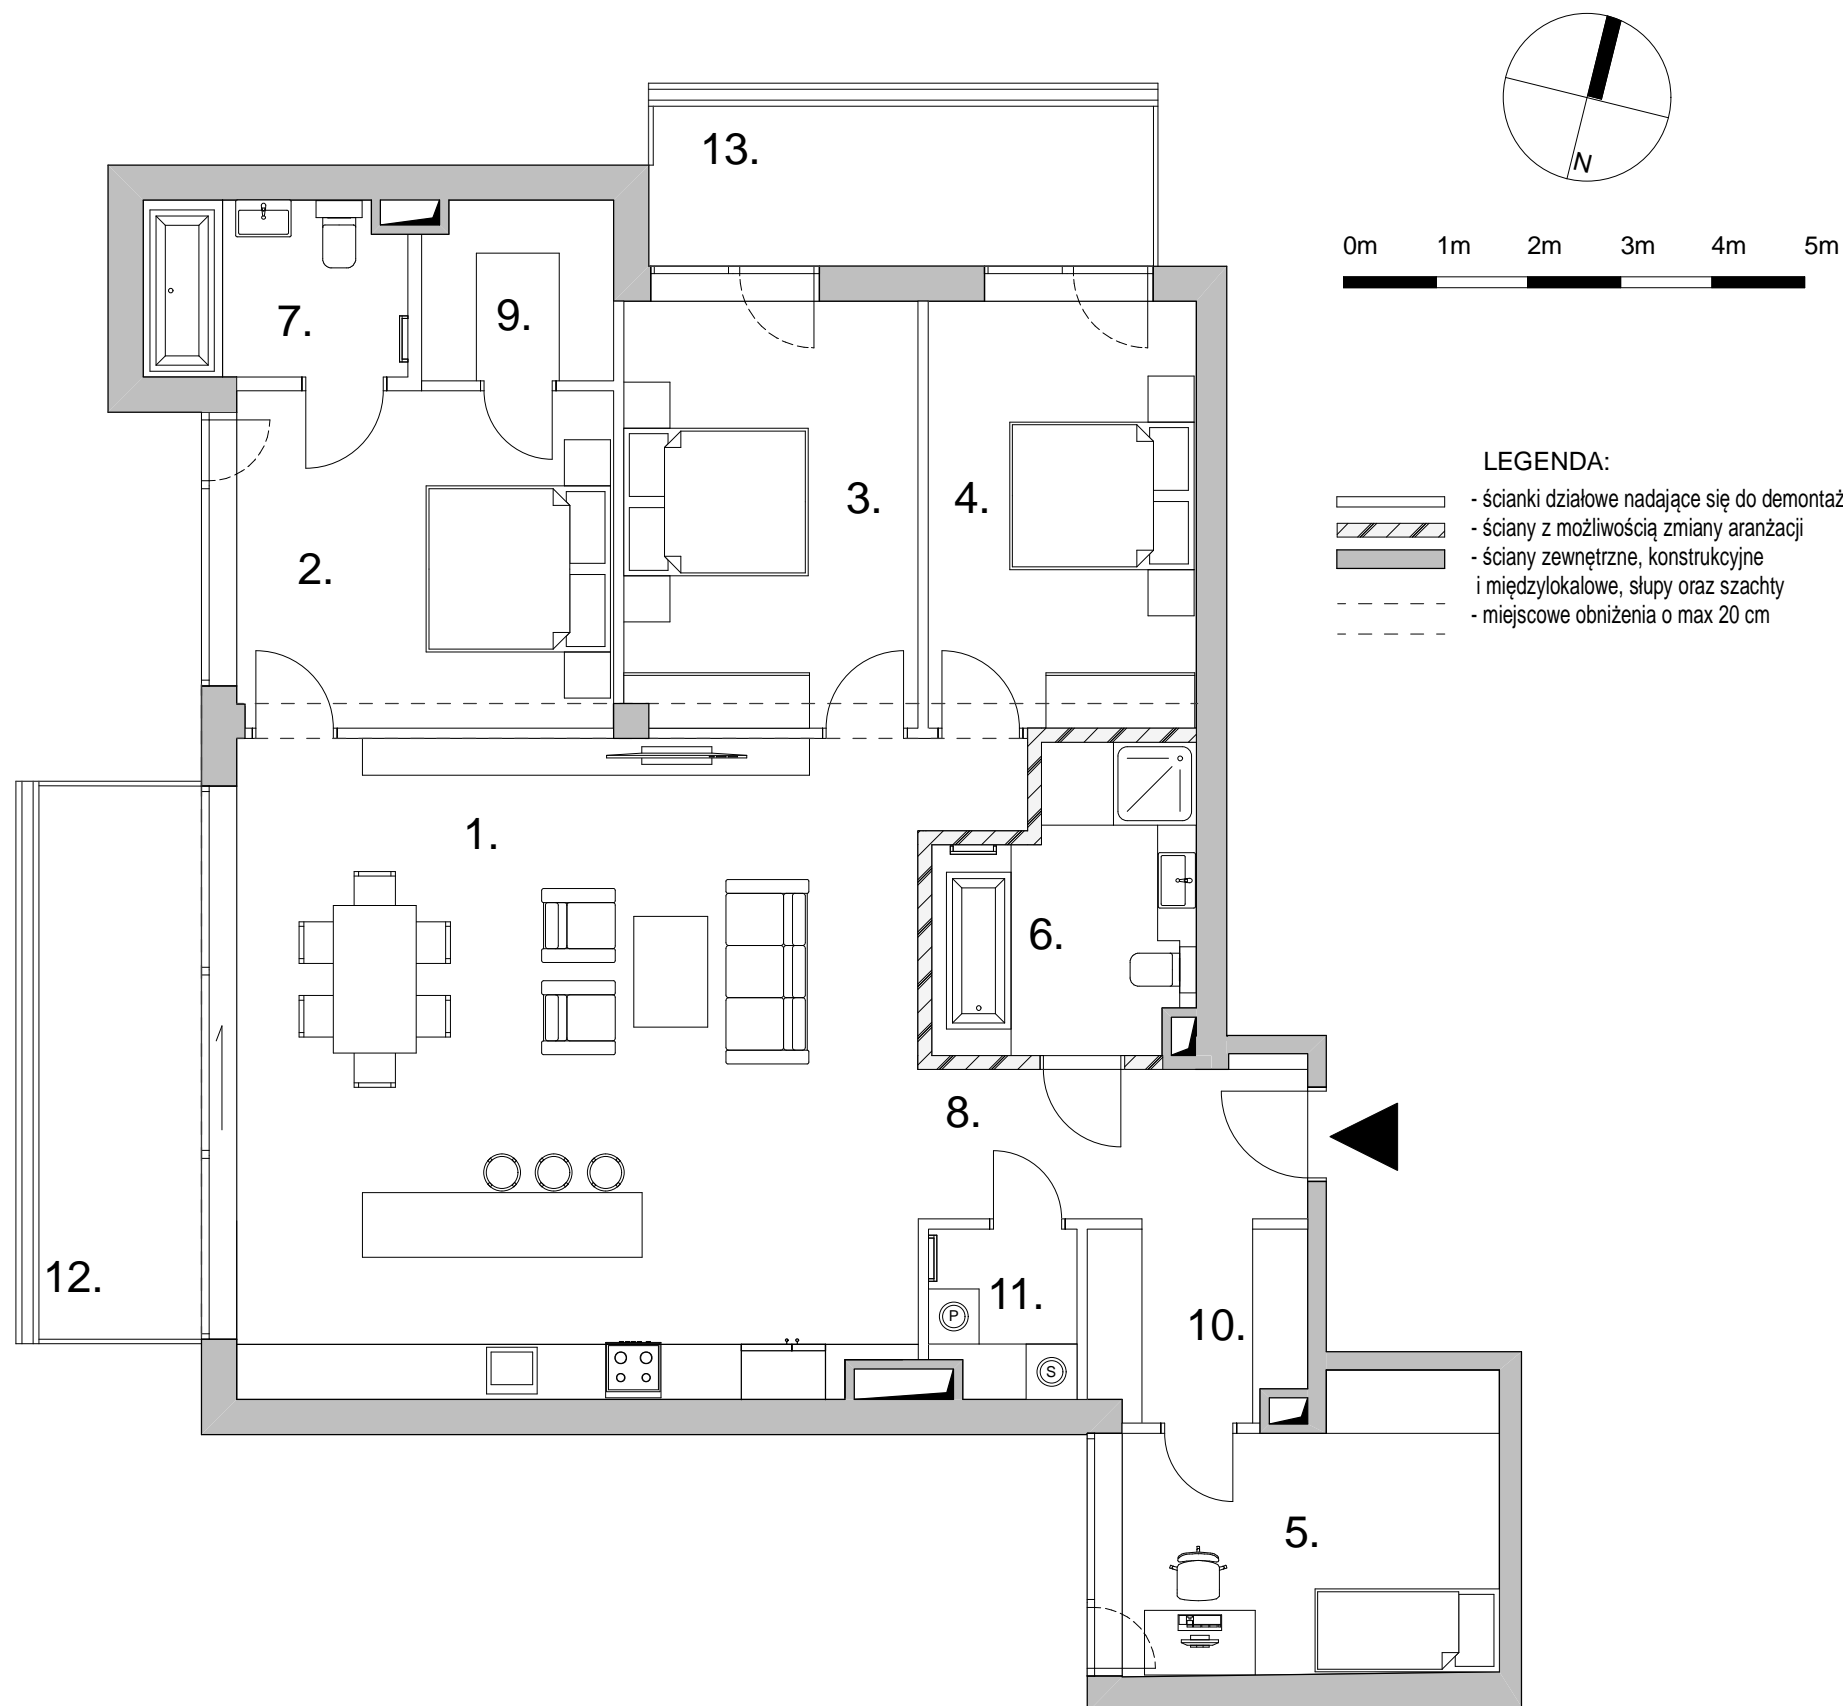 N
0m 1m 2m 3m 4m 5m
LEGENDA:
- ścianki działowe nadające się do demontaż
- ściany z możliwością zmiany aranżacji
- ściany zewnętrzne, konstrukcyjne
i międzylokalowe, słupy oraz szachty
- miejscowe obniżenia o max 20 cm
13.
7.
9.
3.
4.
2.
1.
6.
8.
12.
11.
P
10.
S
5.